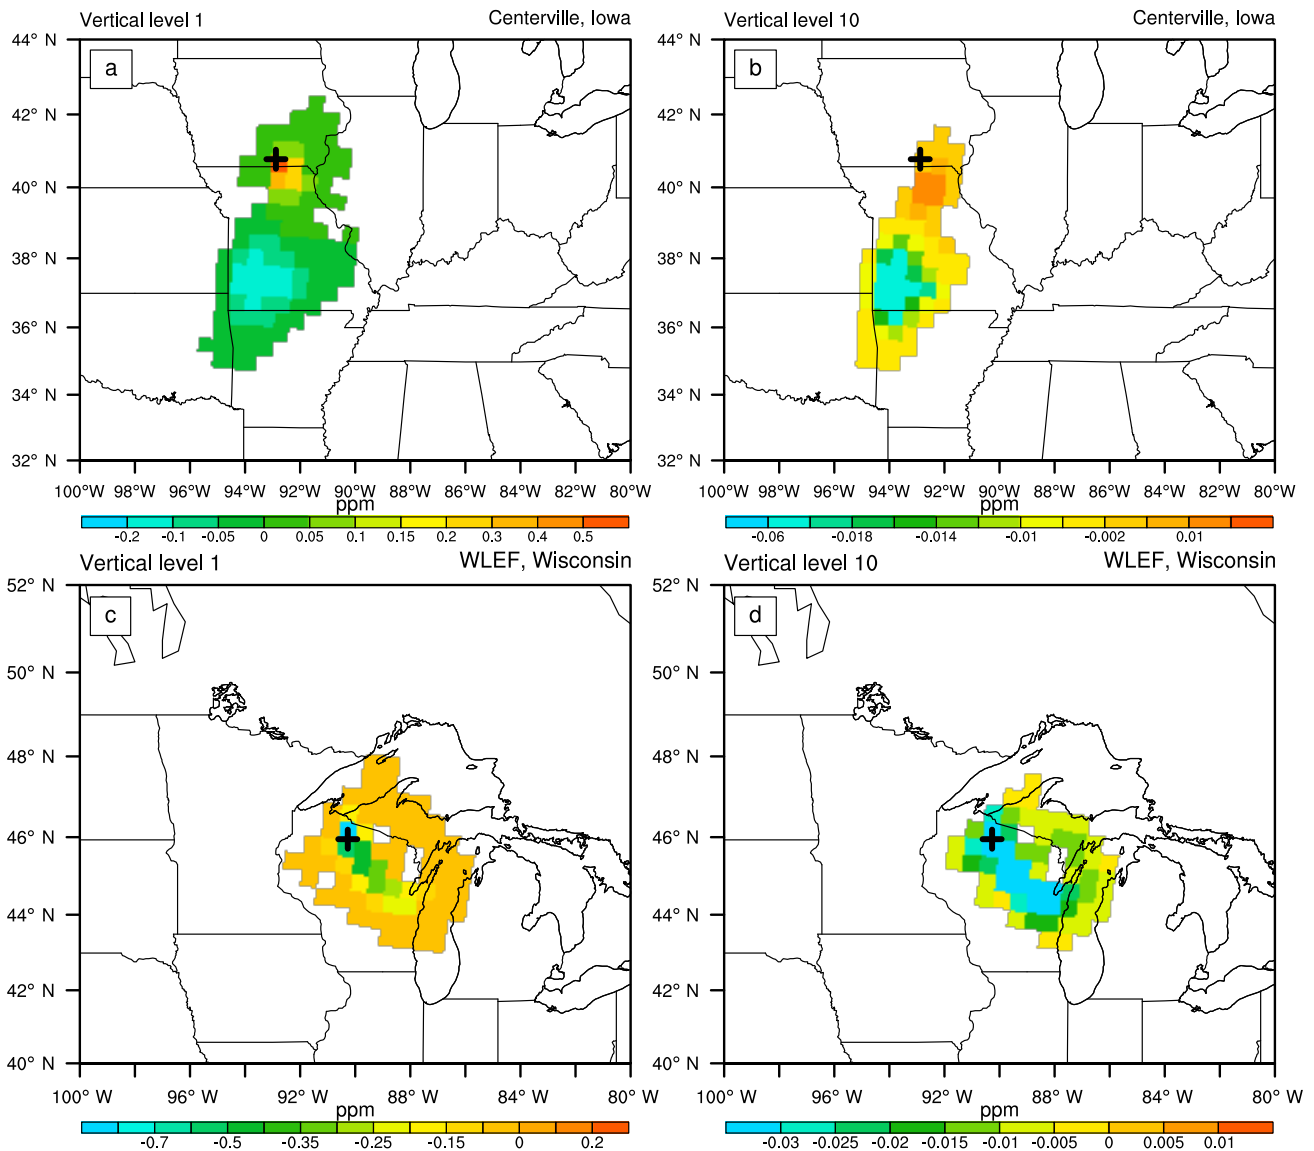 Vertical level 1 Centerville, Iowa
a
44° N
42° N
40° N
38° N
36° N
34° N
32° N
100°W 96°W 94°W 92°W 90°W 88°W 86°W 84°W 80°W
ppm
-0.2 -0.1 -0.05 0 0.05 0.1 0.15 0.2 0.3 0.4 0.5
Vertical level 10 Centerville, Iowa
b
44° N
42° N
40° N
38° N
36° N
34° N
32° N
100°W 96°W 94°W 92°W 90°W 88°W 86°W 84°W 80°W
ppm
-0.06 -0.018 -0.014 -0.01 -0.002 0.01
Vertical level 1 WLEF, Wisconsin
c
52° N
50° N
48° N
46° N
44° N
42° N
40° N
100° W 96° W 92° W 88° W 84° W 80° W
ppm
-0.7 -0.5 -0.35 -0.25 -0.15 0 0.2
Vertical level 10 WLEF, Wisconsin
d
52° N
50° N
48° N
46° N
44° N
42° N
40° N
100° W 96° W 92° W 88° W 84° W 80° W
ppm
-0.03 -0.025 -0.02 -0.015 -0.01 -0.005 0 0.005 0.01